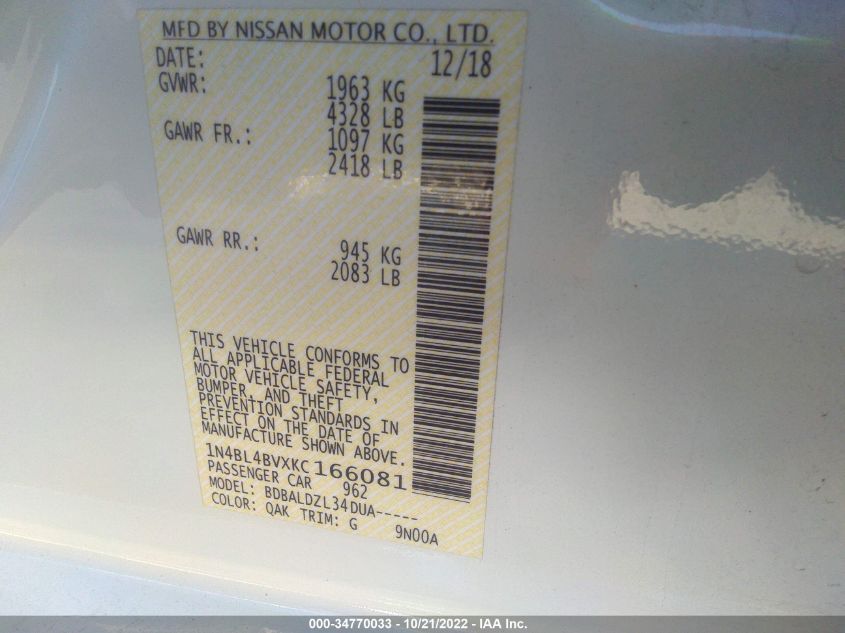 MFD BY NISSAN MOTOR CO., LTD.
DATE: 12/18
GVWR: 1963 KG
4328 LB
GAWR FR.: 1097 KG
2418 LB
GAWR RR.: 945 KG
2083 LB
THIS VEHICLE CONFORMS TO
ALL APPLICABLE FEDERAL
MOTOR VEHICLE SAFETY,
BUMPER, AND THEFT
PREVENTION STANDARDS IN
EFFECT ON THE DATE OF
MANUFACTURE SHOWN ABOVE.
1N4BL4BVXKC166081
PASSENGER CAR 962
MODEL: BDBALDZL34DUA-----
COLOR: QAK TRIM: G 9N00A
000-34770033 - 10/21/2022 - IAA Inc.